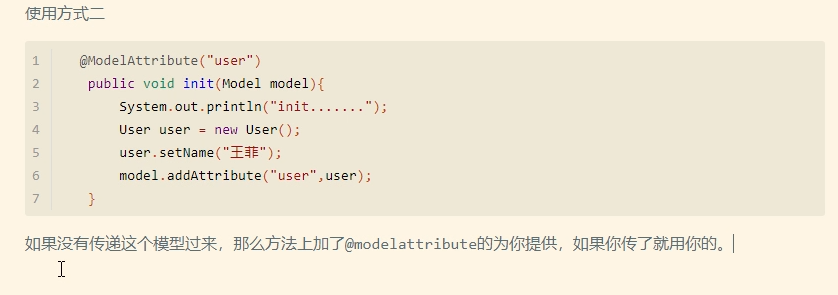 使用方式二
1 @ModelAttribute("user")
2 public void init(Model model){
3 System.out.println("init.......");
4 User user = new User();
5 user.setName("王菲");
6 model.addAttribute("user",user);
7 }
如果没有传递这个模型过来，那么方法上加了@modelattribute的为你提供，如果你传了就用你的。